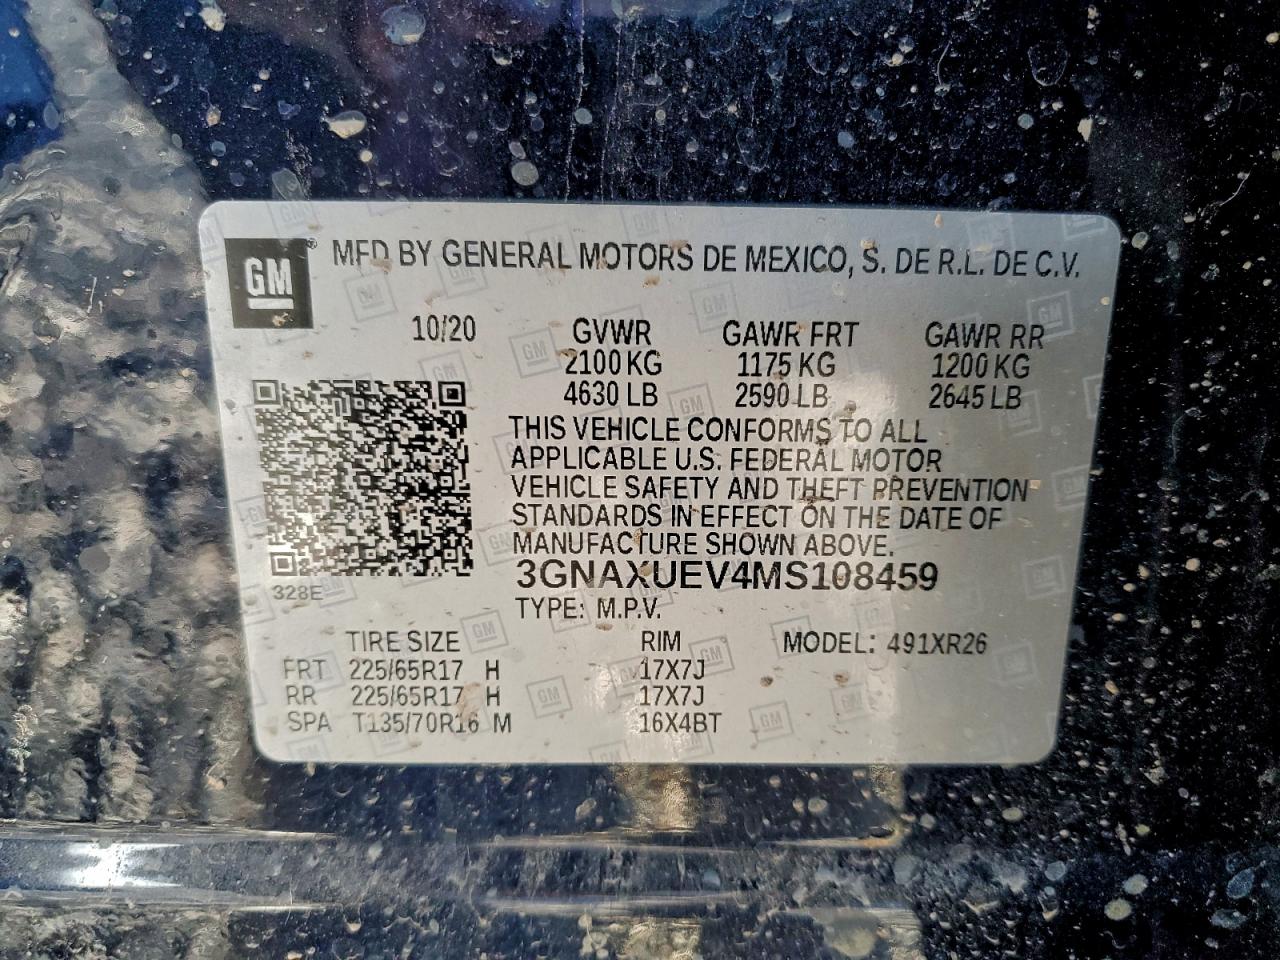 GM® MFD BY GENERAL MOTORS DE MEXICO, S. DE R.L. DE C.V.
10/20 GVWR GAWR FRT GAWR RR
2100 KG 1175 KG 1200 KG
4630 LB 2590 LB 2645 LB
THIS VEHICLE CONFORMS TO ALL
APPLICABLE U.S. FEDERAL MOTOR
VEHICLE SAFETY AND THEFT PREVENTION
STANDARDS IN EFFECT ON THE DATE OF
MANUFACTURE SHOWN ABOVE.
3GNAXUEV4MS108459
328E
TYPE: M.P.V.
TIRE SIZE RIM MODEL: 491XR26
FRT 225/65R17 H 17X7J
RR 225/65R17 H 17X7J
SPA T135/70R16 M 16X4BT